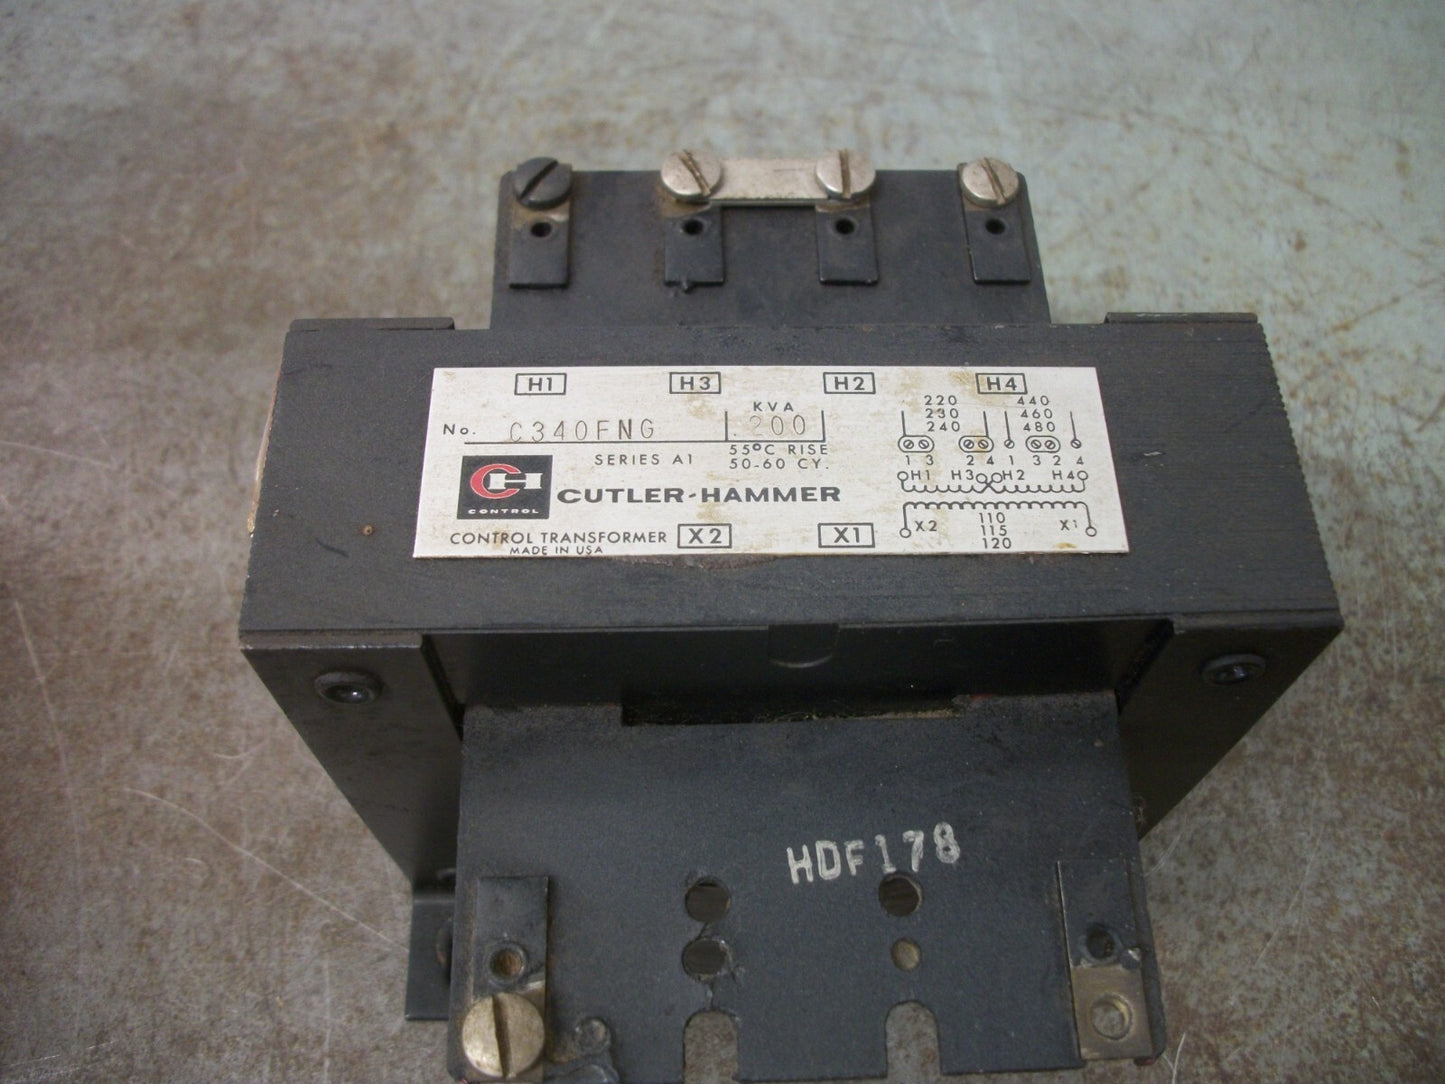 H1 H3 H2 H4
KVA
No. C340FNG .200
55°C RISE
SERIES A1 50-60 CY.
CH
CONTROL
CUTLER-HAMMER
CONTROL TRANSFORMER X2 X1
MADE IN USA
220 440
230 460
240 480
1 3 2 4 1 3 2 4
H1 H3 H2 H4
X2 110 X1
115
120
HDF178